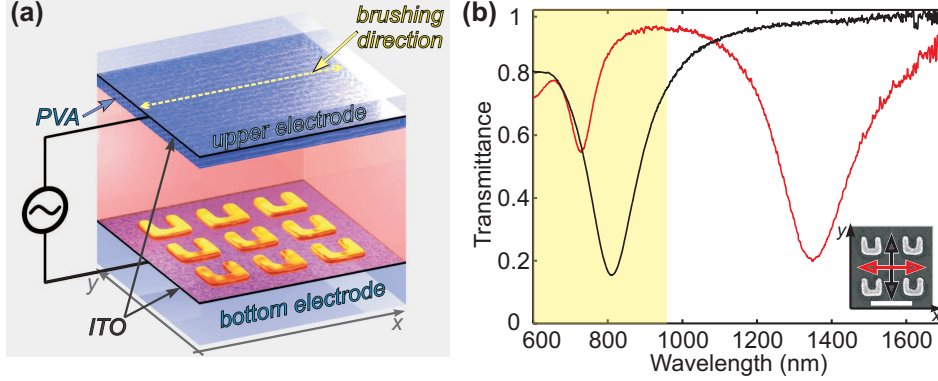 (a)
brushing
direction
PVA
upper electrode
y
ITO
bottom electrode
x
(b)
Transmittance
1
0.8
0.6
0.4
0.2
0
600 800 1000 1200 1400 1600
Wavelength (nm)
y
x